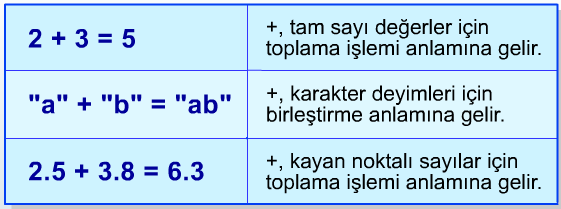 2 + 3 = 5
+, tam sayı değerler için
toplama işlemi anlamına gelir.
"a" + "b" = "ab"
+, karakter deyimleri için
birleştirme anlamına gelir.
2.5 + 3.8 = 6.3
+, kayan noktalı sayılar için
toplama işlemi anlamına gelir.